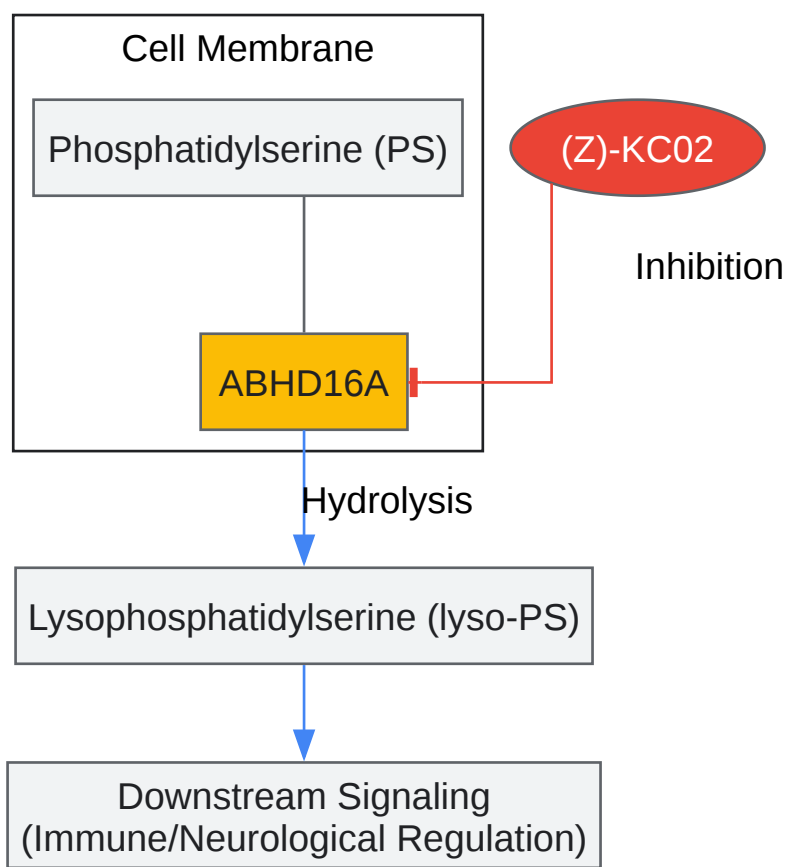 Cell Membrane
Phosphatidylserine (PS)
(Z)-KC02
Inhibition
ABHD16A
Hydrolysis
Lysophosphatidylserine (lyso-PS)
Downstream Signaling
(Immune/Neurological Regulation)